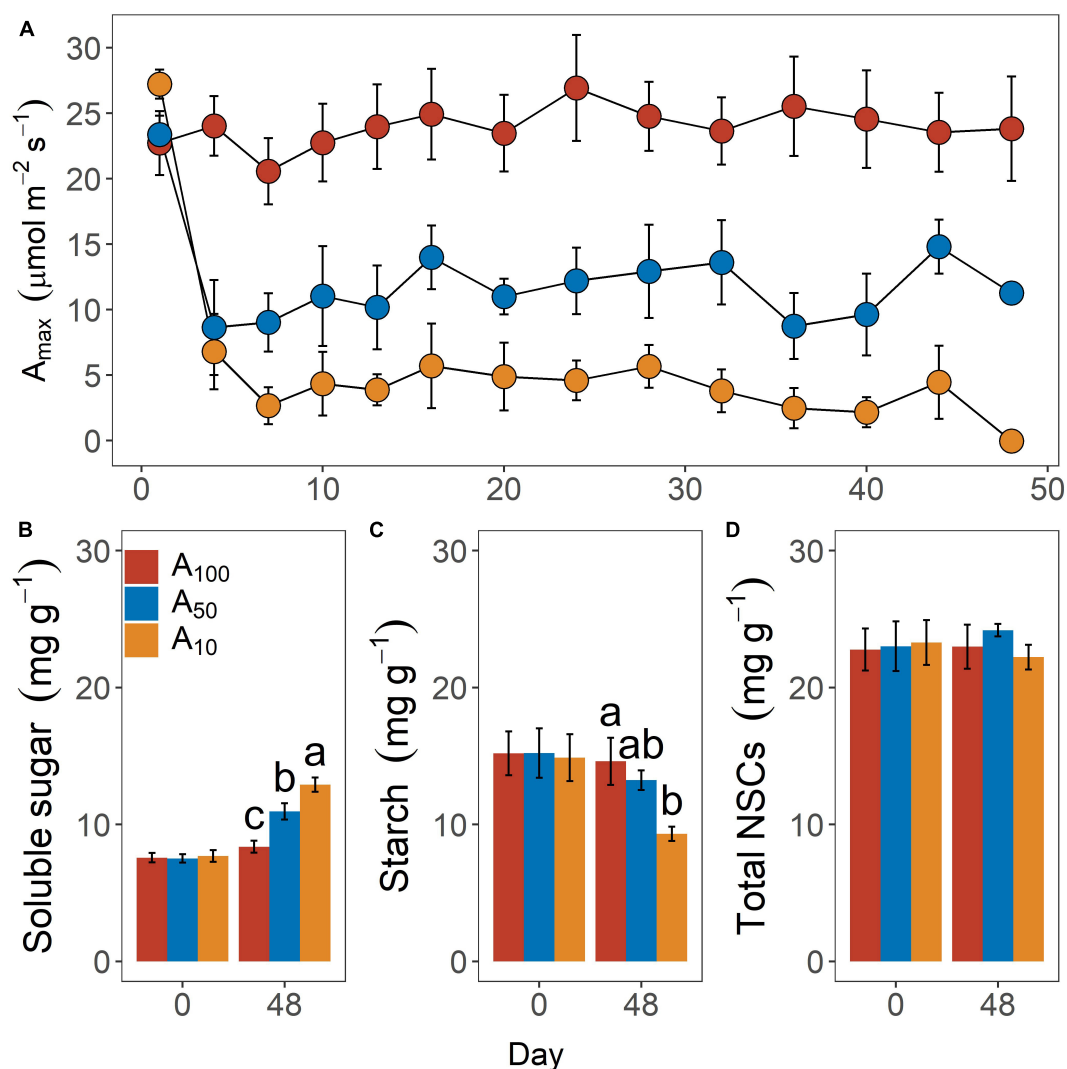 A
A_max (μmol m⁻² s⁻¹)
30
25
20
15
10
5
0
0 10 20 30 40 50
B
Soluble sugar (mg g⁻¹)
30
20
10
0
A₁₀₀
A₅₀
A₁₀
c b a
0 48
C
Starch (mg g⁻¹)
30
20
10
0
a ab b
0 48
D
Total NSCs (mg g⁻¹)
30
20
10
0
0 48
Day